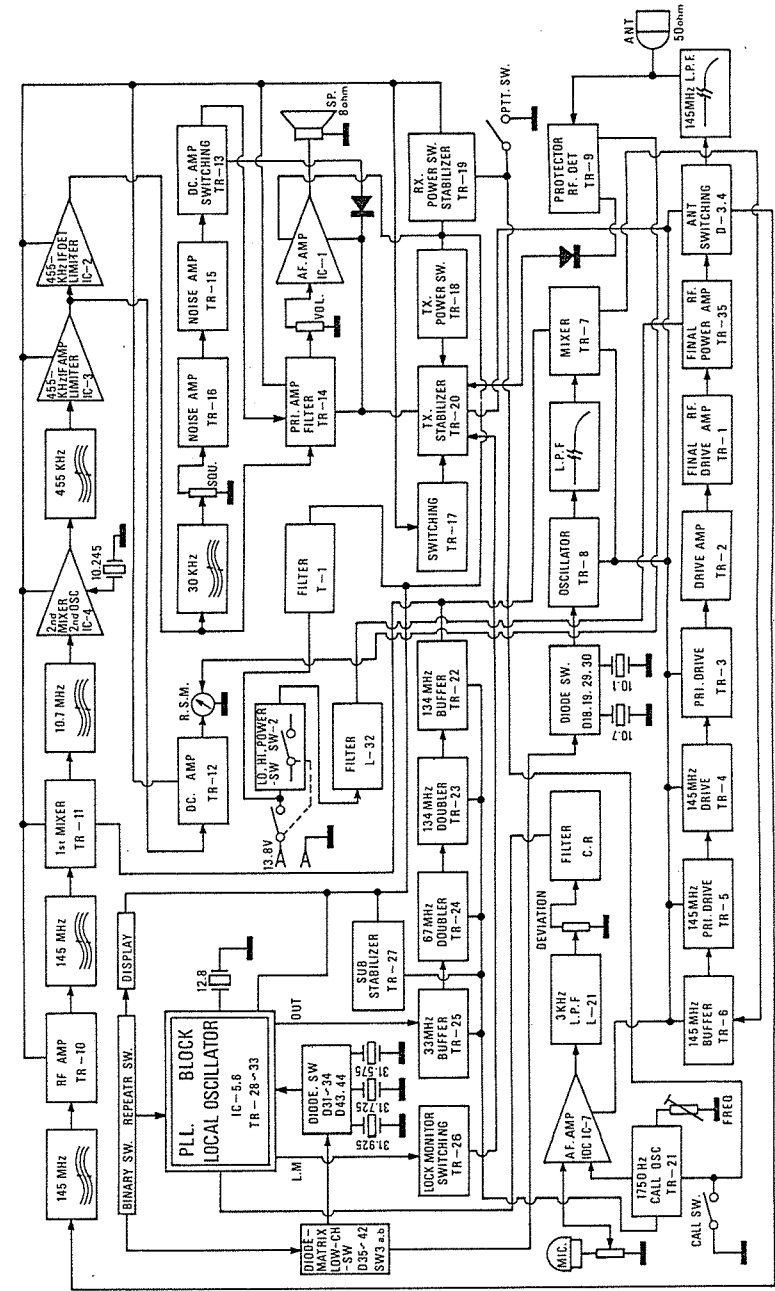 145 MHz
RF AMP
TR-10
145 MHz
1st MIXER
TR-11
10.7 MHz
2nd
MIXER
2nd OSC
IC-4
10.245
455 KHz
455-
KHz IF AMP
LIMITER
IC-3
455-
KHz IF DET
LIMITER
IC-2
BINARY SW. REPEATR SW.
DISPLAY
DC. AMP
TR-12
R.S.M.
30 KHz
SQU.
NOISE AMP
TR-16
NOISE AMP
TR-15
DC. AMP
SWITCHING
TR-13
PLL. BLOCK
LOCAL OSCILLATOR
IC-5.8
TR-28~33
12.8
13.8V
LO. HI. POWER
-SW SW-2
FILTER
T-1
PRI. AMP
FILTER
TR-14
VOL.
AF. AMP
IC-1
SP.
8ohm
DIODE-
MATRIX
LOW-CH
-SW
D35~42
SW3 a.b
L.M
OUT
DIODE. SW
D31~34
D43.44
31.925
31.725
31.575
SUB
STABILIZER
TR-27
FILTER
L-32
LOCK MONITOR
SWITCHING
TR-26
33MHz
BUFFER
TR-25
67MHz
DOUBLER
TR-24
134MHz
DOUBLER
TR-23
134MHz
BUFFER
TR-22
SWITCHING
TR-17
TX.
STABILIZER
TR-20
TX.
POWER SW.
TR-18
RX.
POWER SW.
STABILIZER
TR-19
PTT. SW.
MIC.
AF. AMP
IDC IC-7
3KHz
L.P.F
L-21
DEVIATION
FILTER
C.R
DIODE SW.
D18.19.29.30
10.7
10.1
OSCILLATOR
TR-8
L.P.F
MIXER
TR-7
PROTECTOR
RF. DET
TR-9
ANT
50ohm
CALL SW.
1750Hz
CALL OSC
TR-21
FREQ
145MHz
BUFFER
TR-6
145MHz
PRI. DRIVE
TR-5
145MHz
DRIVE
TR-4
PRI. DRIVE
TR-3
DRIVE AMP
TR-2
FINAL RF.
DRIVE AMP
TR-1
FINAL RF.
POWER AMP
TR-35
ANT
SWITCHING
D-3.4
145MHz L.P.F.